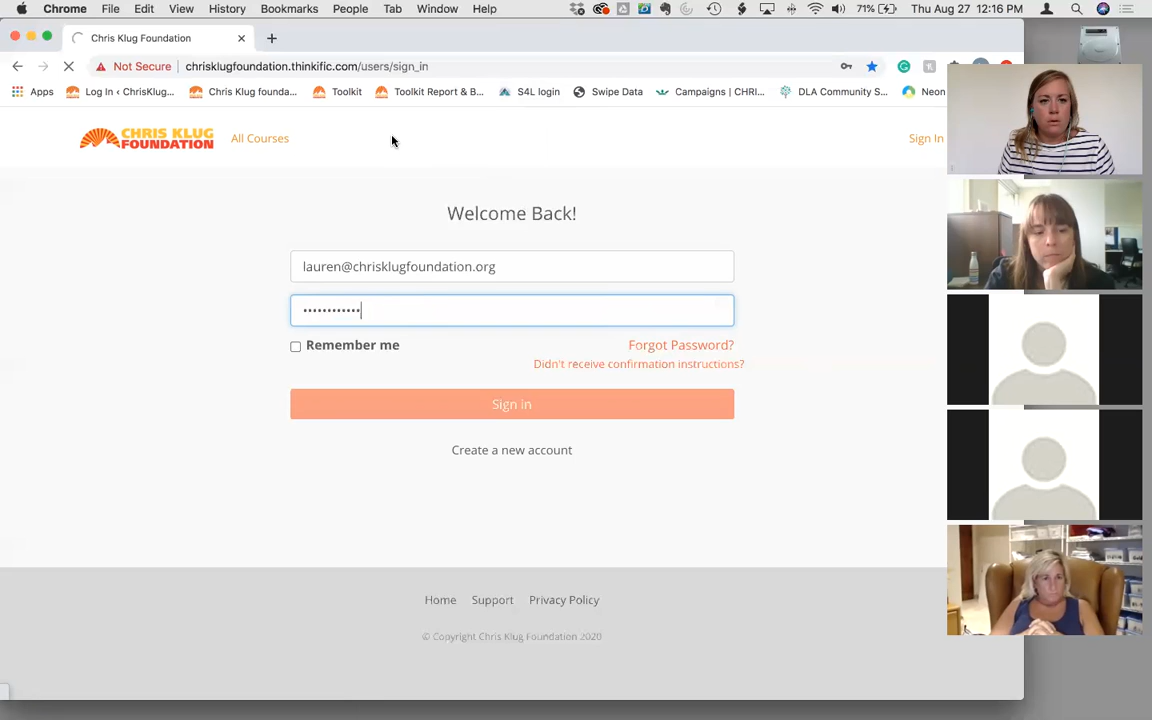 Chrome File Edit View History Bookmarks People Tab Window Help 71% Thu Aug 27 12:16 PM
Chris Klug Foundation
Not Secure chrisklugfoundation.thinkific.com/users/sign_in
Apps Log In ‹ ChrisKlug... Chris Klug founda... Toolkit Toolkit Report & B... S4L login Swipe Data Campaigns | CHRI... DLA Community S... Neon
CHRIS KLUG
FOUNDATION
All Courses
Sign In
Welcome Back!
lauren@chrisklugfoundation.org
••••••••••••
Remember me
Forgot Password?
Didn't receive confirmation instructions?
Sign in
Create a new account
Home Support Privacy Policy
© Copyright Chris Klug Foundation 2020